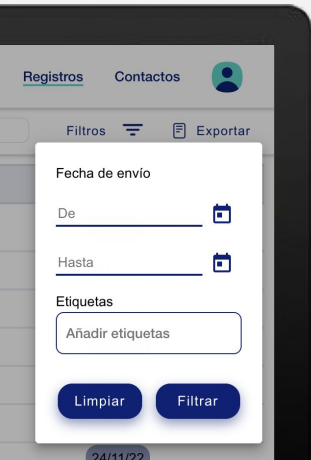 Registros Contactos
Filtros Exportar
Fecha de envío
De
Hasta
Etiquetas
Añadir etiquetas
Limpiar Filtrar
24/11/22